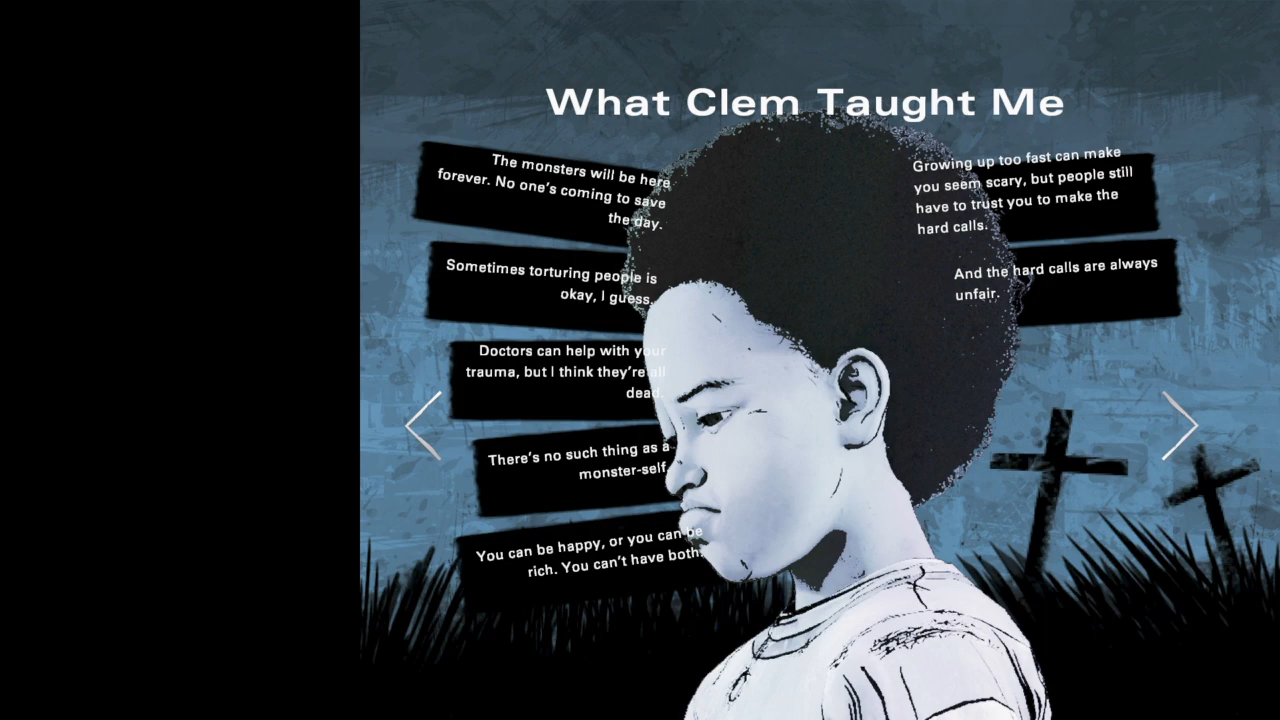 What Clem Taught Me
The monsters will be here
forever. No one's coming to save
the day.
Sometimes torturing people is
okay, I guess.
Doctors can help with your
trauma, but I think they're all
dead.
There's no such thing as a
monster-self.
You can be happy, or you can be
rich. You can't have both.
Growing up too fast can make
you seem scary, but people still
have to trust you to make the
hard calls.
And the hard calls are always
unfair.